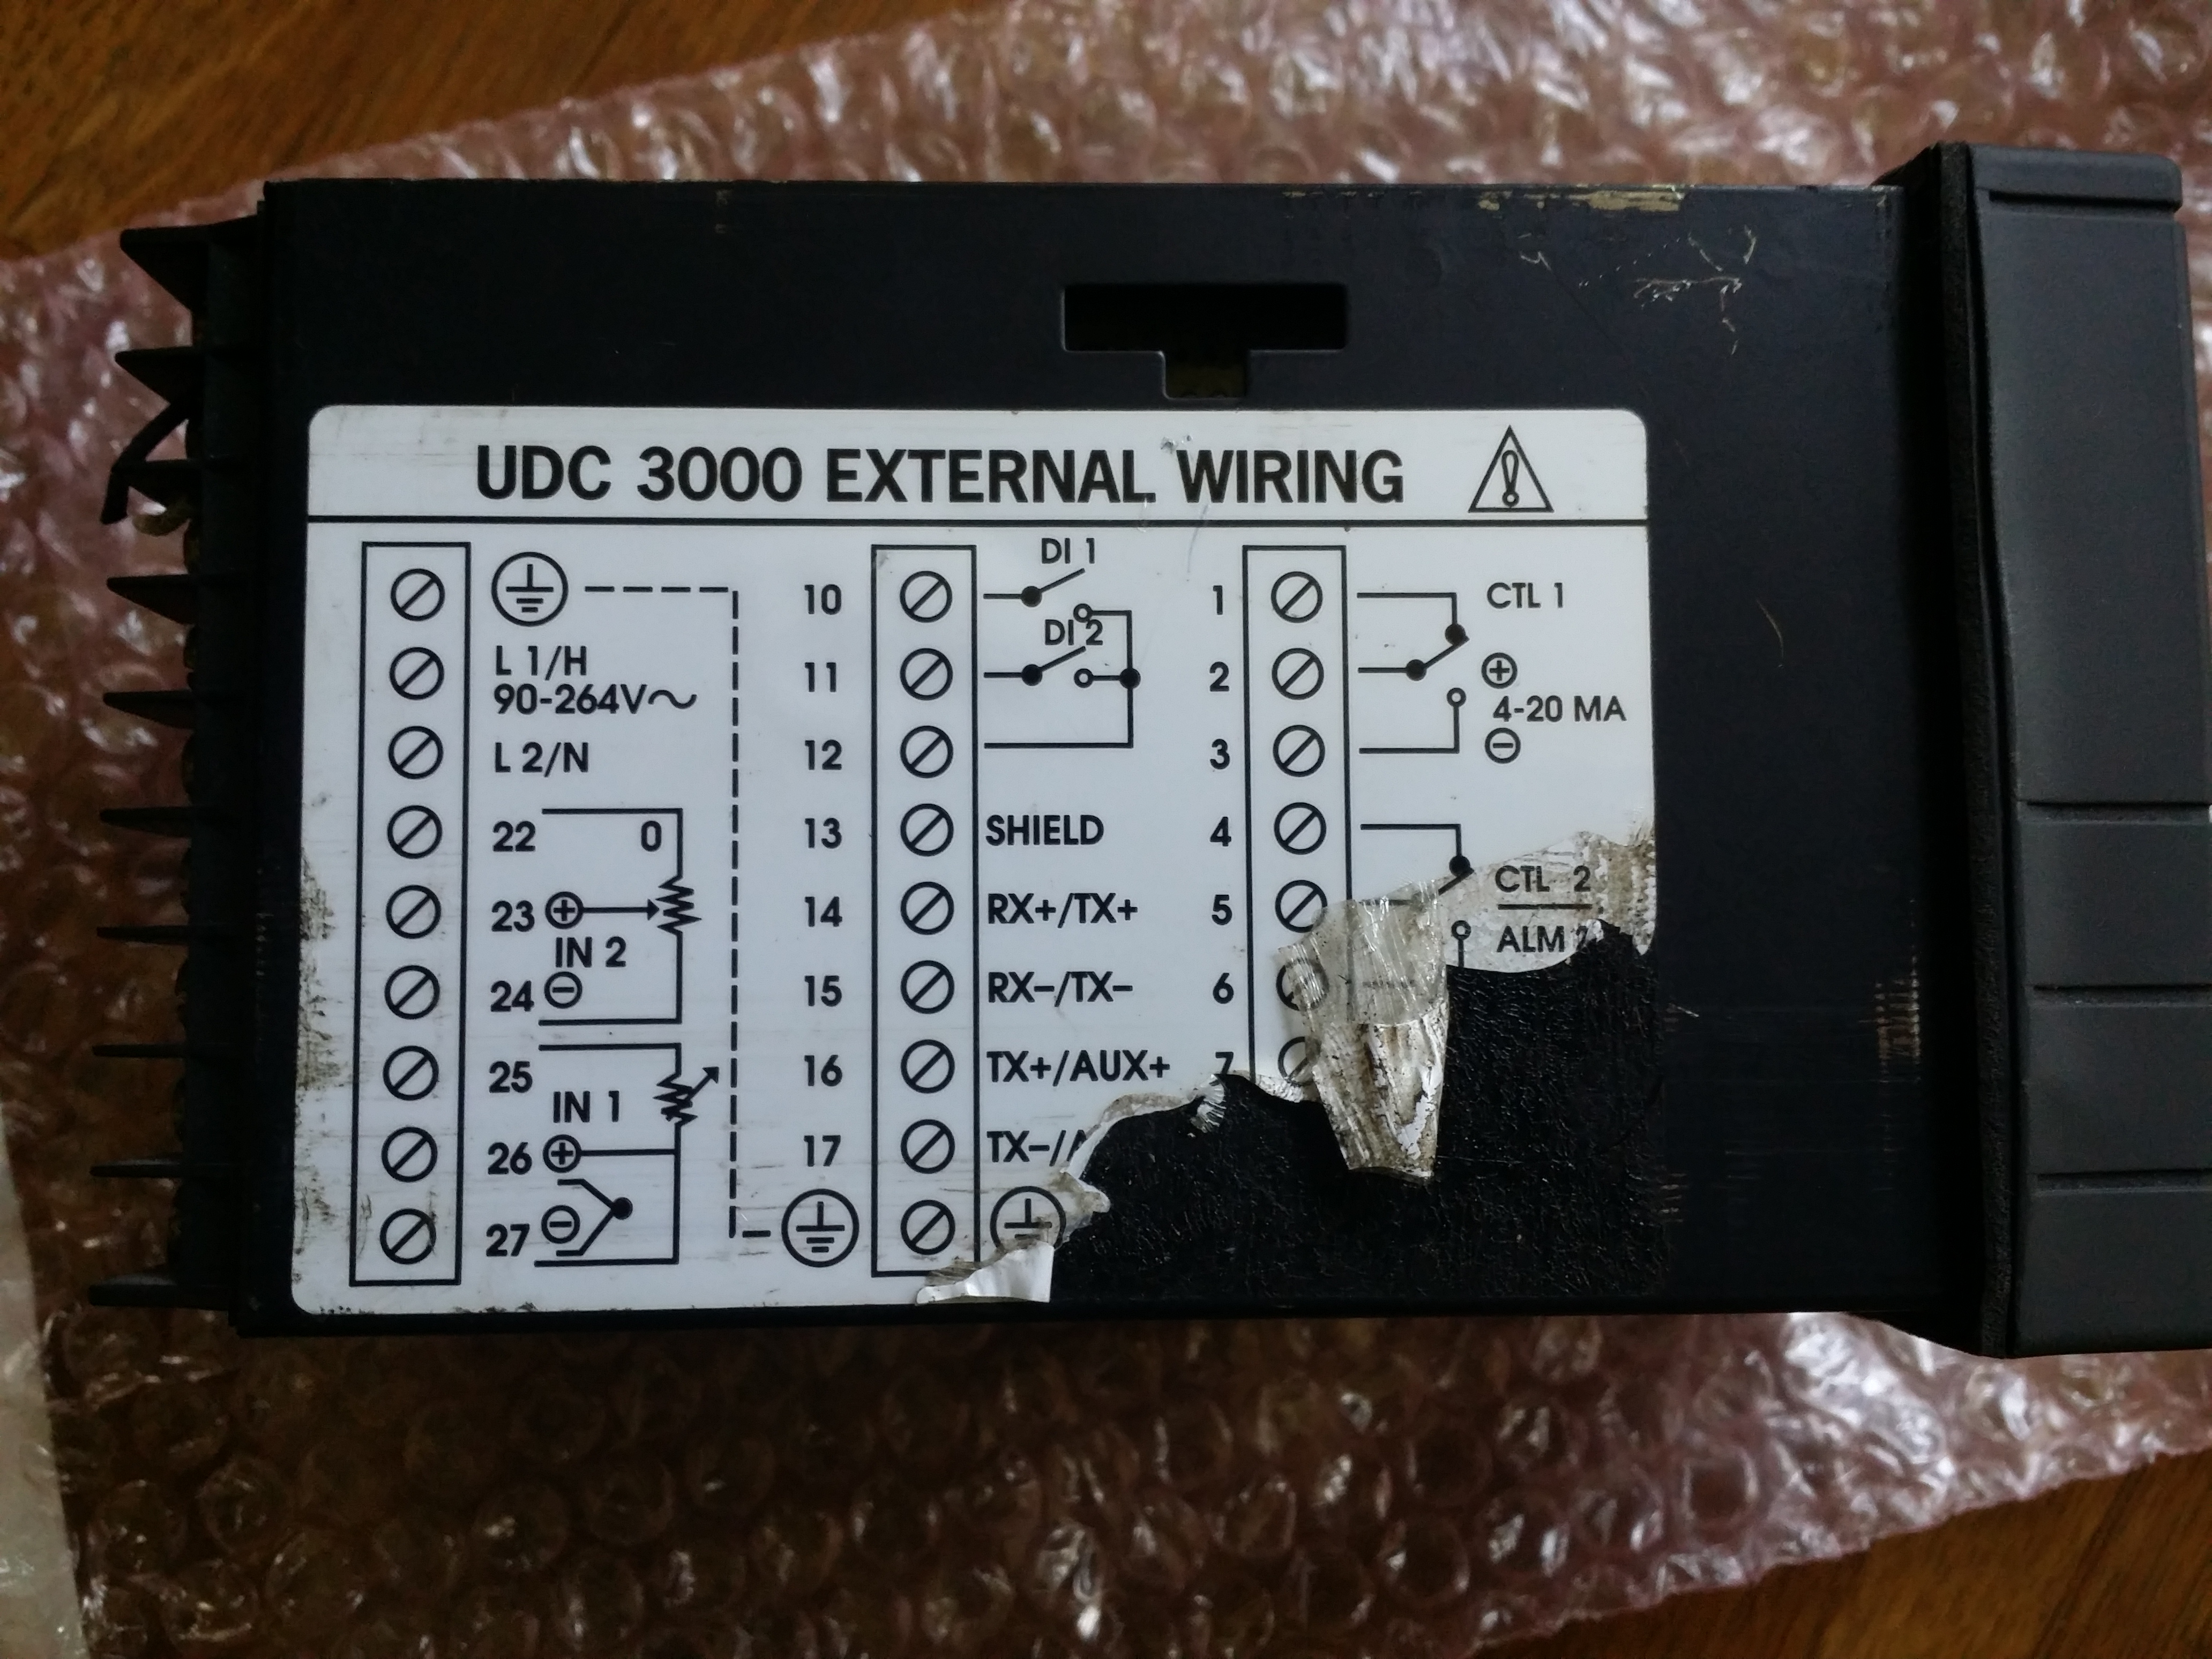 UDC 3000 EXTERNAL WIRING
L 1/H
90-264V~
L 2/N
22
0
23 +
IN 2
24 −
25
IN 1
26 +
27 −
10
DI 1
11
DI 2
12
13 SHIELD
14 RX+/TX+
15 RX−/TX−
16 TX+/AUX+
17 TX−/
1
CTL 1
2
+
4-20 MA
3
−
4
CTL 2
5
ALM 2
6
7